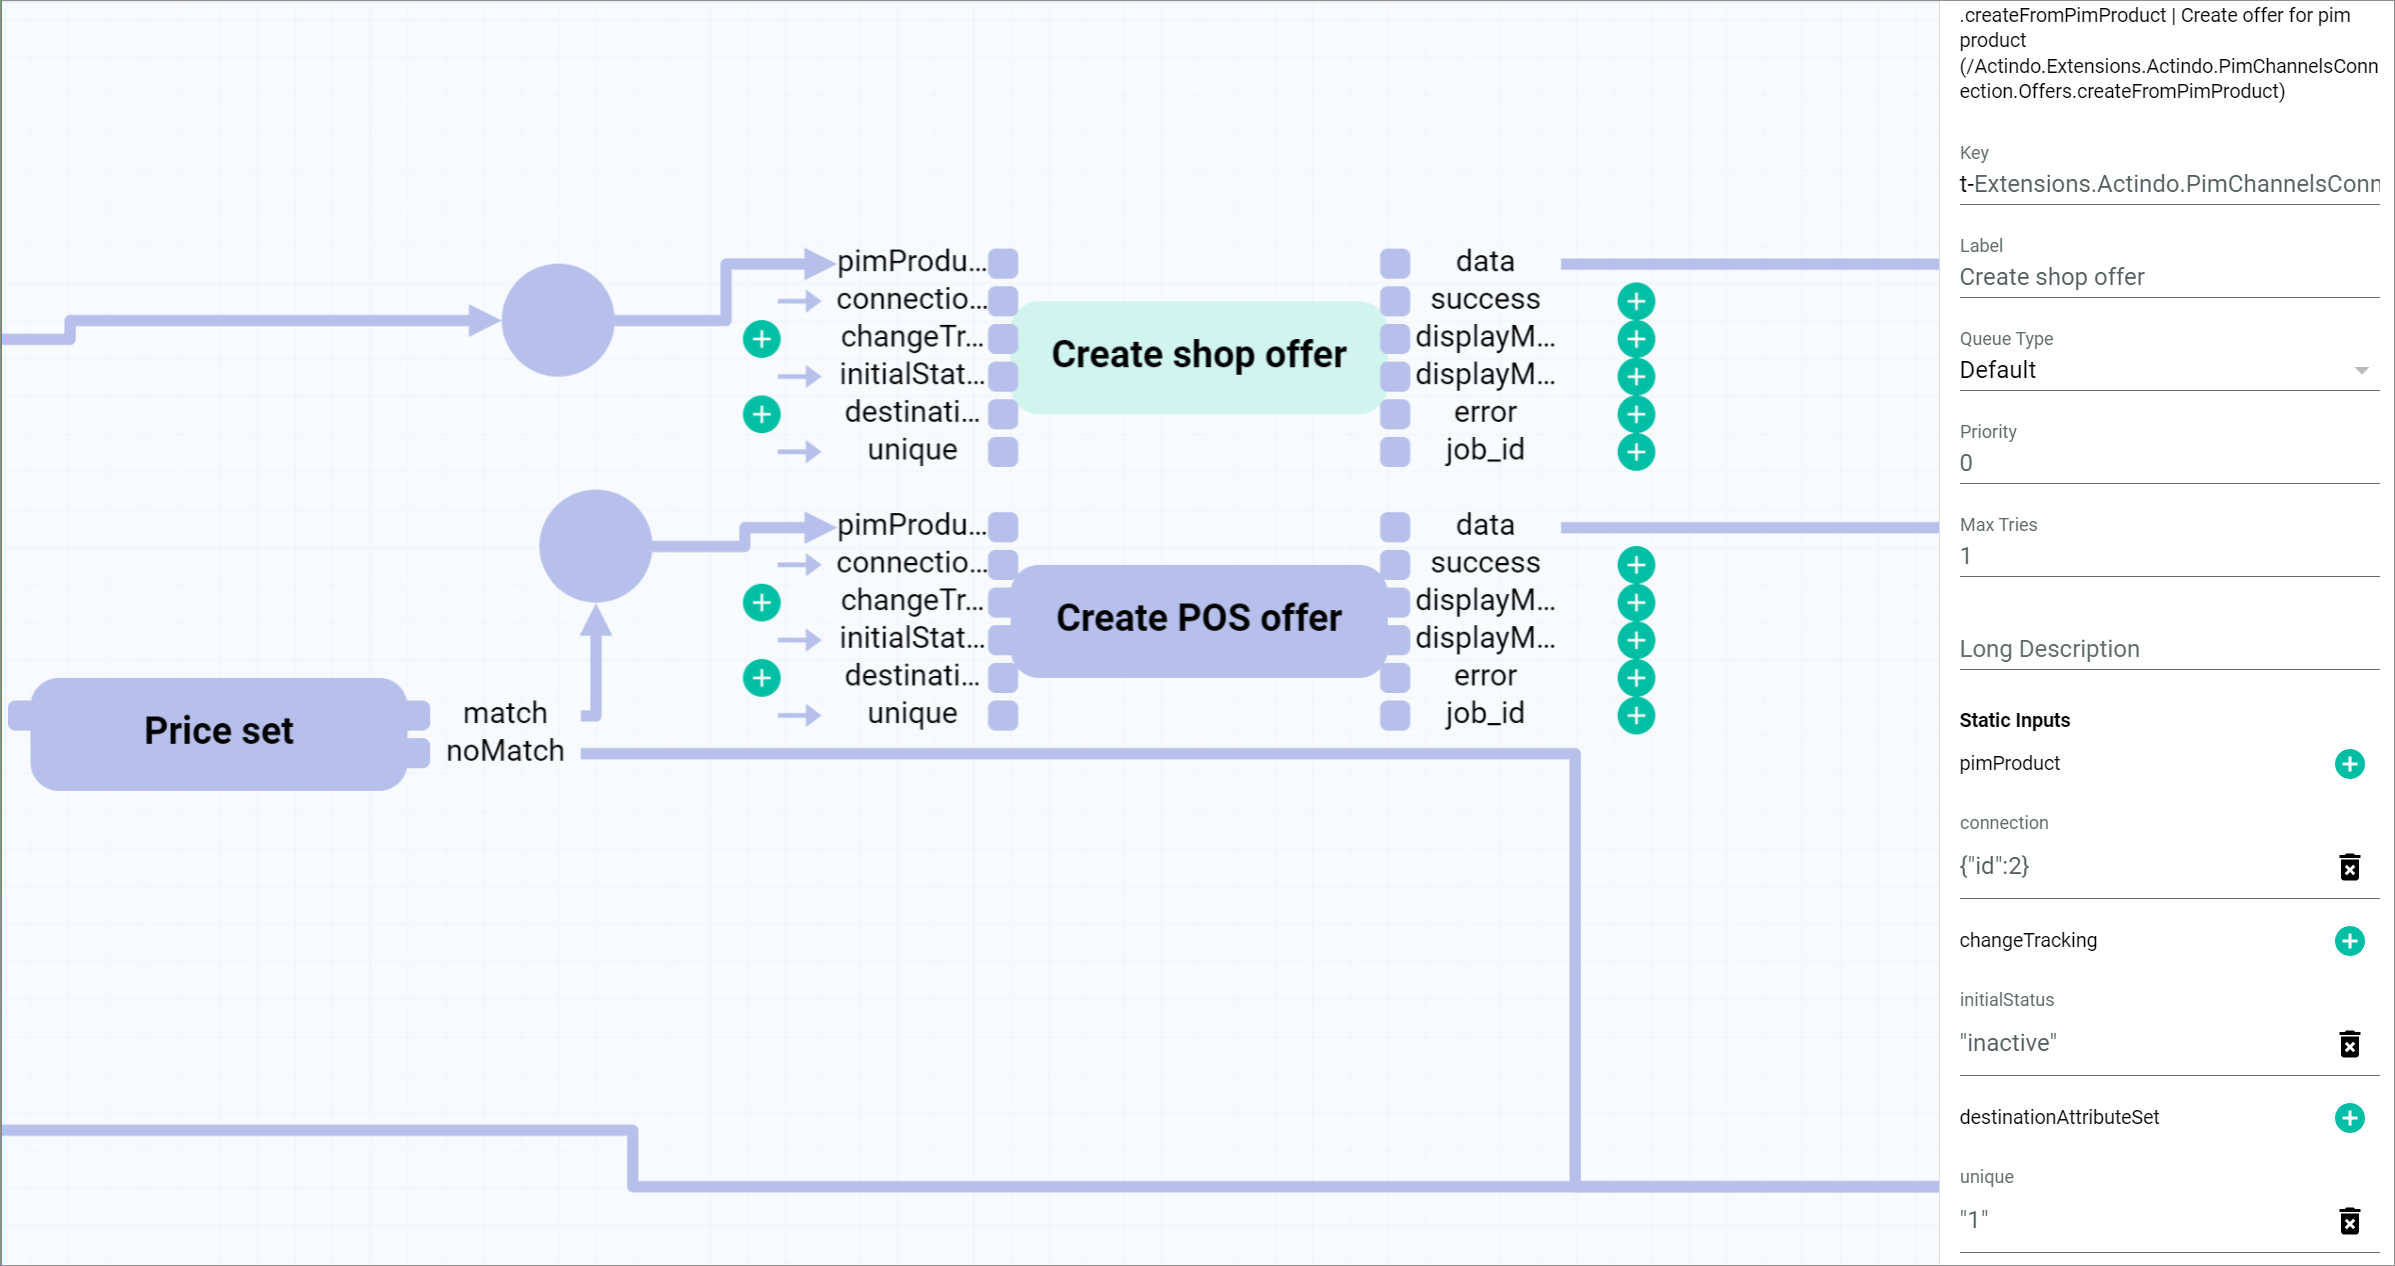 pimProdu...
connectio...
changeTr...
initialStat...
destinati...
unique
Create shop offer
data
success
displayM...
displayM...
error
job_id
pimProdu...
connectio...
changeTr...
initialStat...
destinati...
unique
Create POS offer
data
success
displayM...
displayM...
error
job_id
Price set
match
noMatch
.createFromPimProduct | Create offer for pim
product
(/Actindo.Extensions.Actindo.PimChannelsConn
ection.Offers.createFromPimProduct)
Key
t-Extensions.Actindo.PimChannelsConn
Label
Create shop offer
Queue Type
Default
Priority
0
Max Tries
1
Long Description
Static Inputs
pimProduct
connection
{"id":2}
changeTracking
initialStatus
"inactive"
destinationAttributeSet
unique
"1"